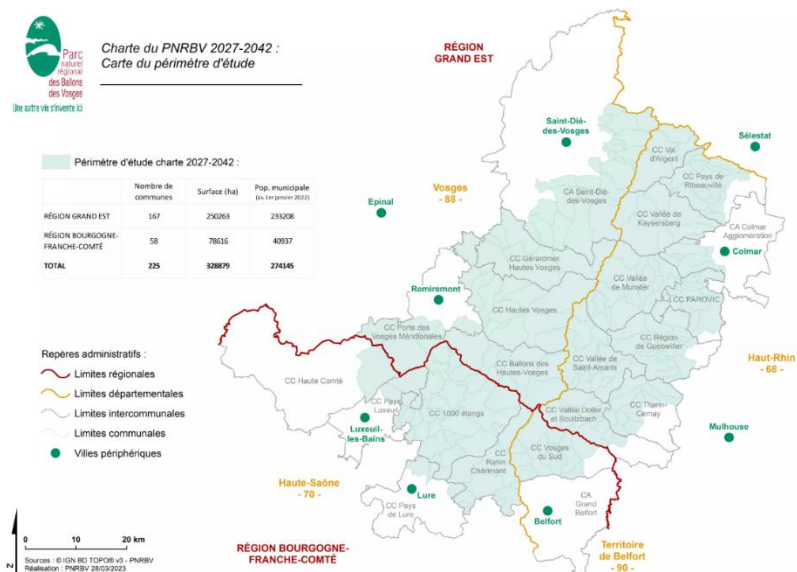 Parc
naturel
régional
des Ballons
des Vosges
(Une autre vie s'invente ici)
Charte du PNRBV 2027-2042 :
Carte du périmètre d'étude
Périmètre d'étude charte 2027-2042 :
Nombre de communes Surface (ha) Pop. municipale (au 1er janvier 2022)
RÉGION GRAND EST 167 250263 233208
RÉGION BOURGOGNE-FRANCHE-COMTÉ 58 78616 40937
TOTAL 225 328879 274145
Repères administratifs :
Limites régionales
Limites départementales
Limites intercommunales
Limites communales
Villes périphériques
RÉGION
GRAND EST
Saint-Dié-
des-Vosges
Sélestat
CC Val
d'Argent
CC Pays de
Ribeauvillé
Vosges
- 88 -
CA Saint-Dié-
des-Vosges
Epinal
CC Vallée de
Kaysersberg
CA Colmar
Agglomération
Colmar
CC Gérardmer
Hautes Vosges
CC Vallée
de
Munster
Remiremont
CC Hautes Vosges
CC PAROVIC
CC Porte des
Vosges Méridionales
CC Région
de
Guebwiller
Haut-Rhin
- 68 -
CC Ballons des
Hautes-Vosges
CC Vallée de
Saint-Amarin
CC Haute Comté
CC Pays
Luxeuil
CC 1000 étangs
CC Vallée Doller
et Soultzbach
CC Thann-
Cernay
Luxeuil-
les-Bains
Mulhouse
CC Vosges
du Sud
CC
Rahin
Chérimont
Haute-Saône
- 70 -
Lure
CC Pays
de Lure
CA
Grand
Belfort
Belfort
RÉGION BOURGOGNE-
FRANCHE-COMTÉ
Territoire
de Belfort
- 90 -
N
0 10 20 km
Sources : © IGN BD TOPO® v3 - PNRBV
Réalisation : PNRBV 28/03/2023